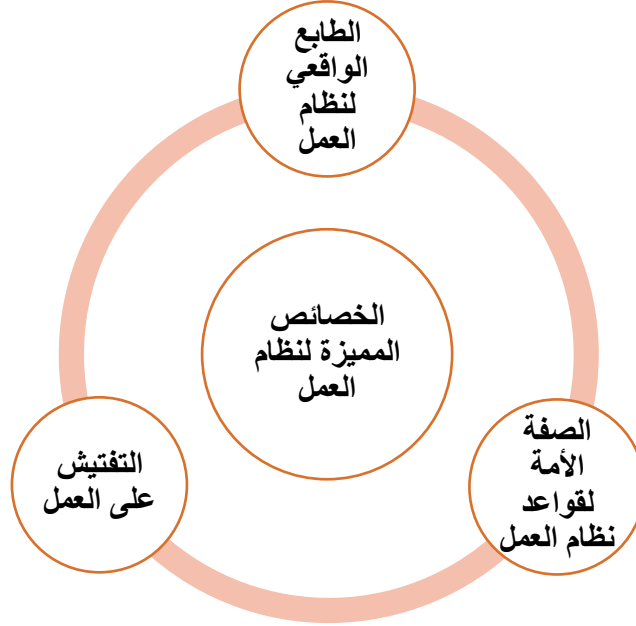 الطابع
الواقعي
لنظام
العمل
الخصائص
المميزة لنظام
العمل
الصفة
الأمة
لقواعد
نظام العمل
التفتيش
على العمل